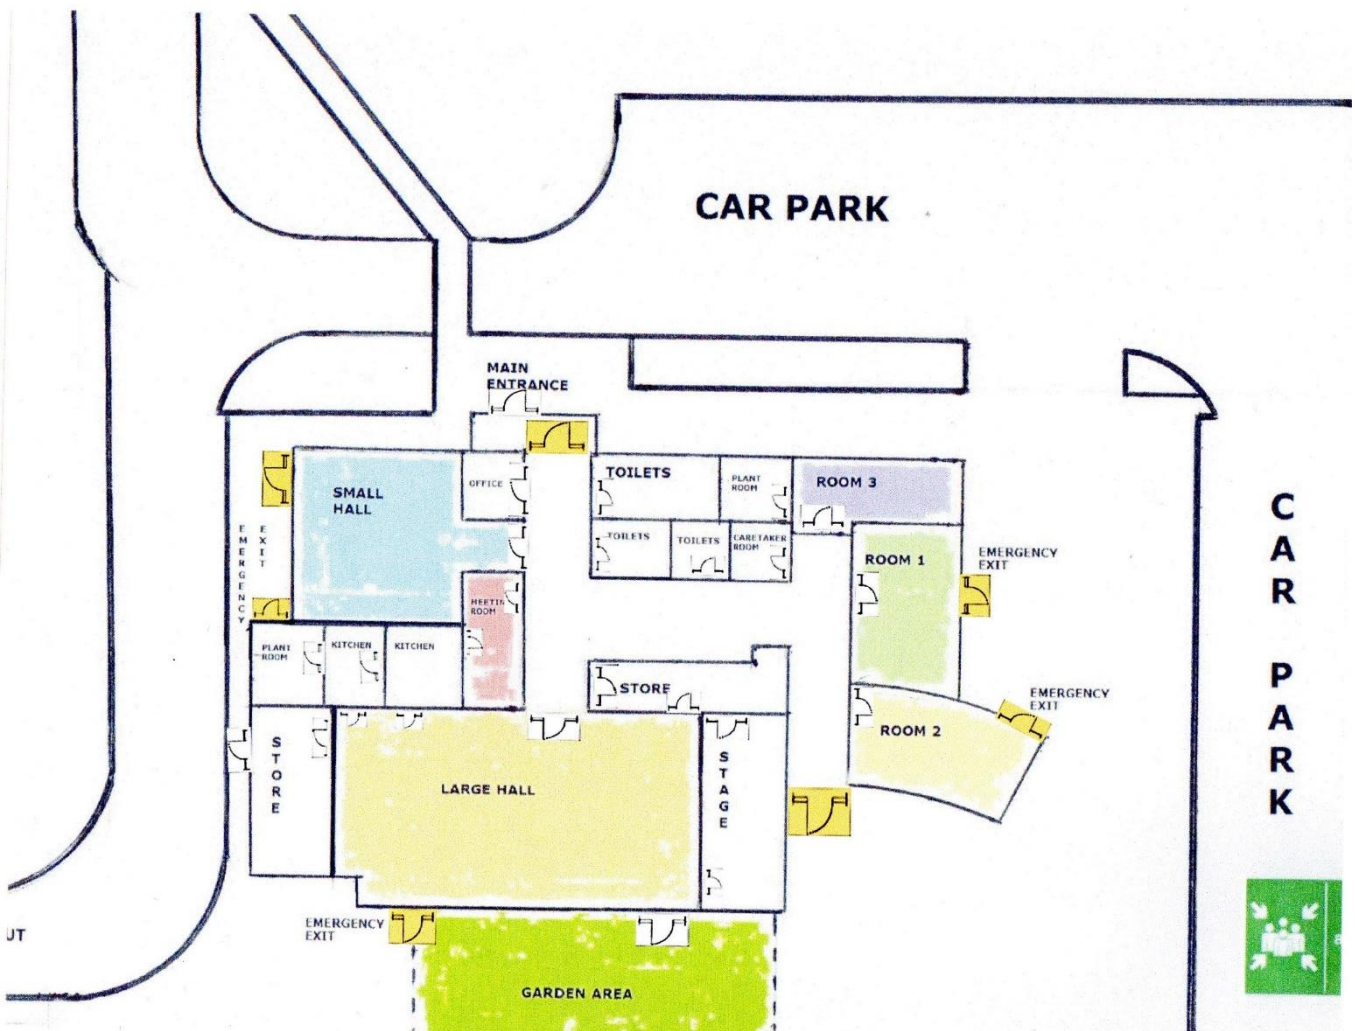 CAR PARK
MAIN
ENTRANCE
SMALL
HALL
OFFICE
TOILETS
PLANT
ROOM
ROOM 3
EMERGENCY
EXIT
TOILETS
TOILETS
CARETAKER
ROOM
ROOM 1
EMERGENCY
EXIT
MEETIN
ROOM
PLANT
ROOM
KITCHEN
KITCHEN
STORE
EMERGENCY
EXIT
ROOM 2
STORE
LARGE HALL
STAGE
CAR PARK
EMERGENCY
EXIT
UT
GARDEN AREA